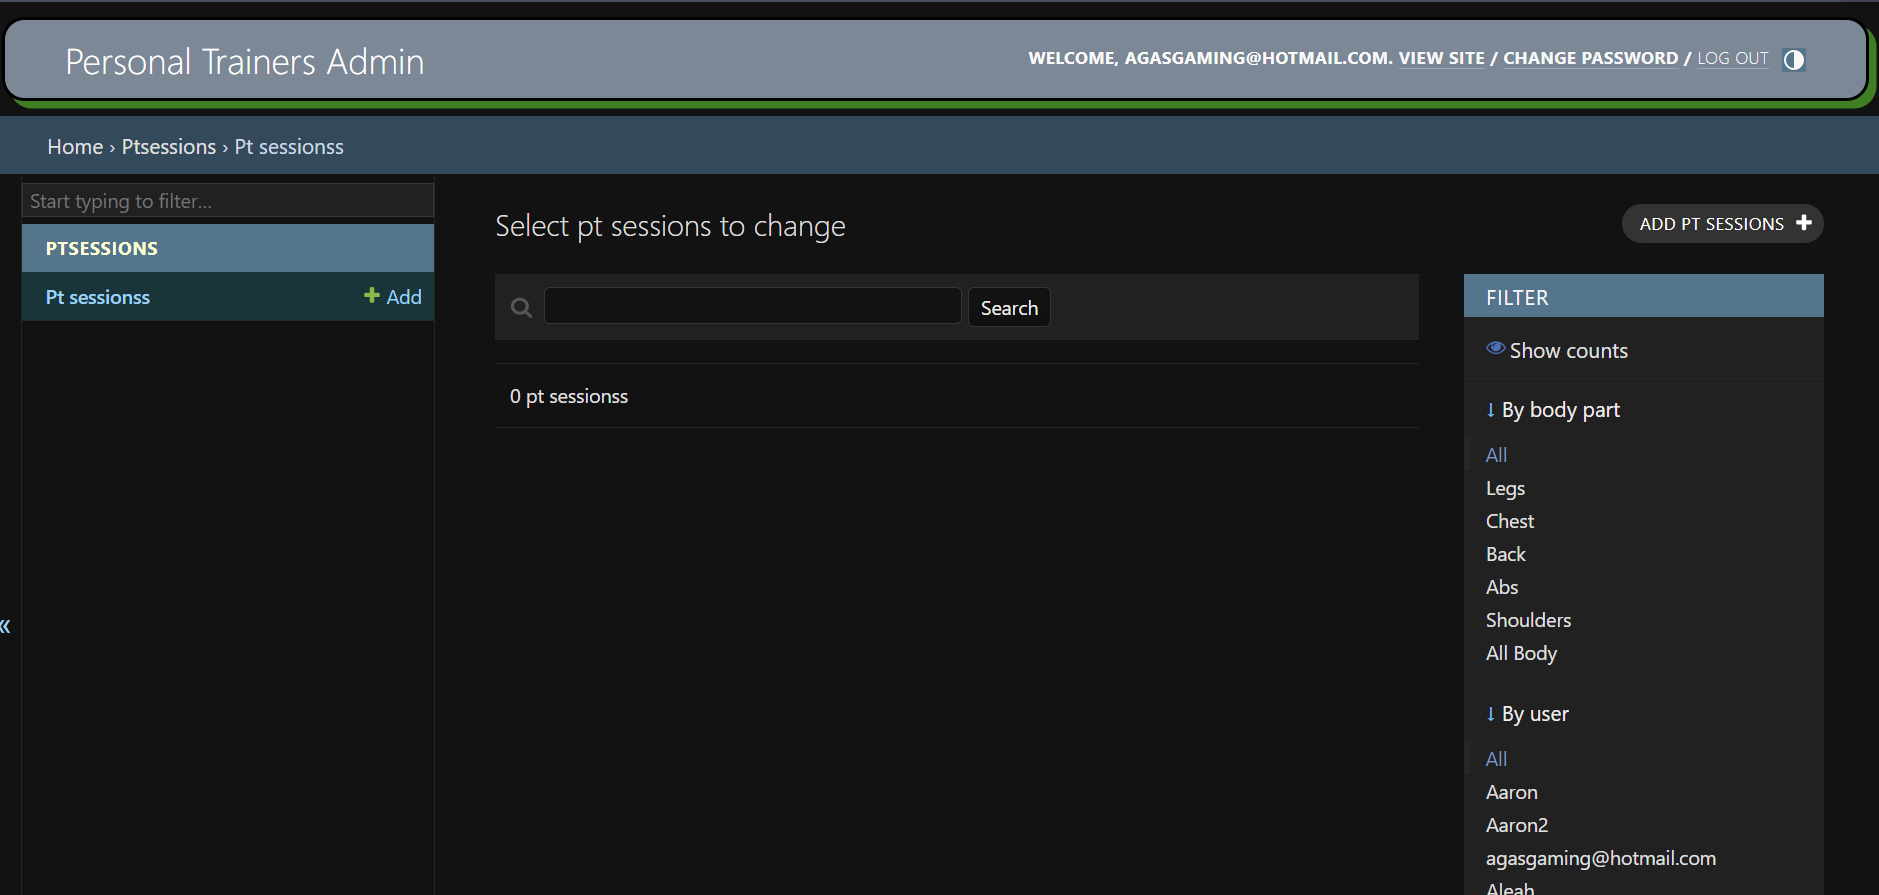 Personal Trainers Admin
WELCOME, AGASGAMING@HOTMAIL.COM. VIEW SITE / CHANGE PASSWORD / LOG OUT
Home › Ptsessions › Pt sessionss
Start typing to filter...
PTSESSIONS
Pt sessionss
+ Add
«
Select pt sessions to change
ADD PT SESSIONS +
Search
0 pt sessionss
FILTER
Show counts
↓ By body part
All
Legs
Chest
Back
Abs
Shoulders
All Body
↓ By user
All
Aaron
Aaron2
agasgaming@hotmail.com
Aleah